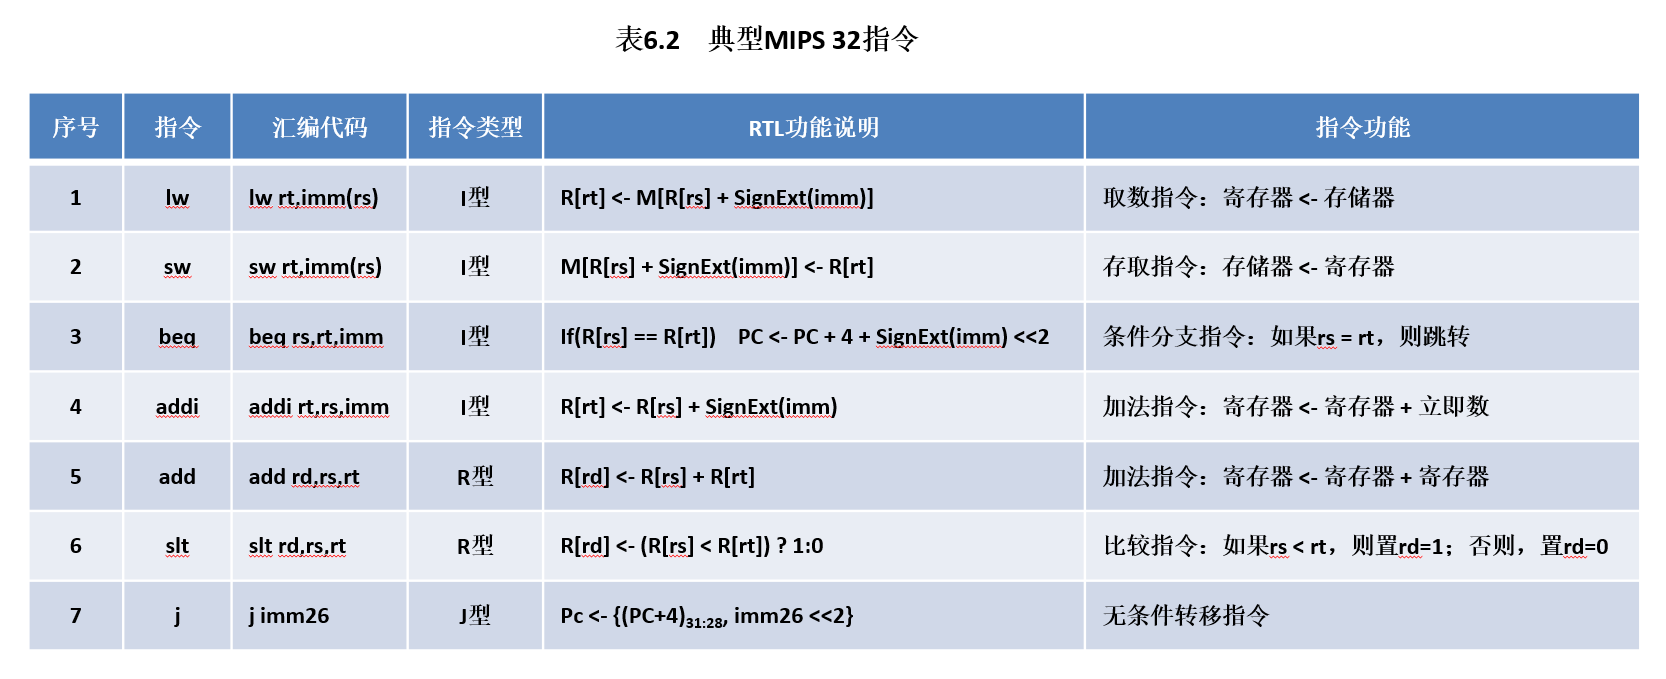 表6.2 典型MIPS 32指令
序号 指令 汇编代码 指令类型 RTL功能说明 指令功能
1 lw lw rt,imm(rs) I型 R[rt] <- M[R[rs] + SignExt(imm)] 取数指令：寄存器 <- 存储器
2 sw sw rt,imm(rs) I型 M[R[rs] + SignExt(imm)] <- R[rt] 存取指令：存储器 <- 寄存器
3 beq beq rs,rt,imm I型 If(R[rs] == R[rt]) PC <- PC + 4 + SignExt(imm) <<2 条件分支指令：如果rs = rt，则跳转
4 addi addi rt,rs,imm I型 R[rt] <- R[rs] + SignExt(imm) 加法指令：寄存器 <- 寄存器 + 立即数
5 add add rd,rs,rt R型 R[rd] <- R[rs] + R[rt] 加法指令：寄存器 <- 寄存器 + 寄存器
6 slt slt rd,rs,rt R型 R[rd] <- (R[rs] < R[rt]) ? 1:0 比较指令：如果rs < rt，则置rd=1；否则，置rd=0
7 j j imm26 J型 Pc <- {(PC+4)31:28, imm26 <<2} 无条件转移指令